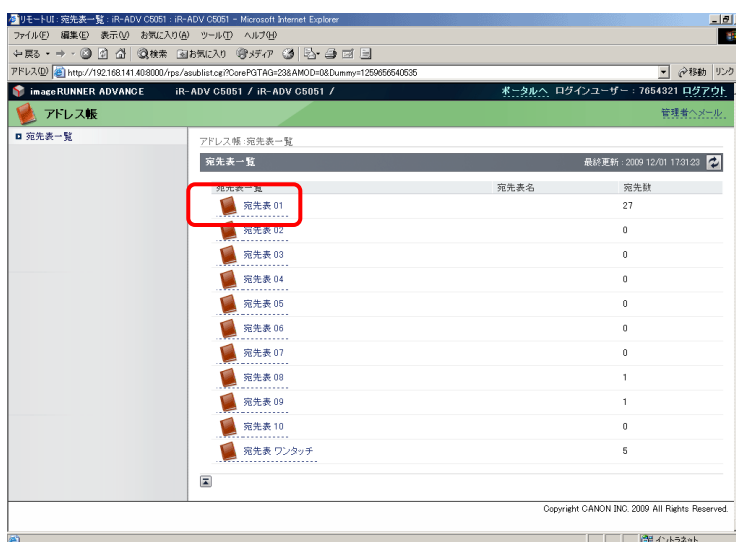 リモートUI : 宛先表一覧 : iR-ADV C5051 : iR-ADV C5051 - Microsoft Internet Explorer
ファイル(F) 編集(E) 表示(V) お気に入り(A) ツール(T) ヘルプ(H)
戻る 検索 お気に入り メディア
アドレス(D) http://192.168.141.40:8000/rps/asublist.cgi?CorePGTAG=23&AMOD=0&Dummy=1259656540535 移動 リンク
imageRUNNER ADVANCE iR-ADV C5051 / iR-ADV C5051 / ポータルへ ログインユーザー : 7654321 ログアウト
アドレス帳 管理者へメール
宛先表一覧
アドレス帳 :宛先表一覧
宛先表一覧 最終更新 : 2009 12/01 17:31:23
宛先表一覧 宛先表名 宛先数
宛先表 01 27
宛先表 02 0
宛先表 03 0
宛先表 04 0
宛先表 05 0
宛先表 06 0
宛先表 07 0
宛先表 08 1
宛先表 09 1
宛先表 10 0
宛先表 ワンタッチ 5
Copyright CANON INC. 2009 All Rights Reserved.
イントラネット